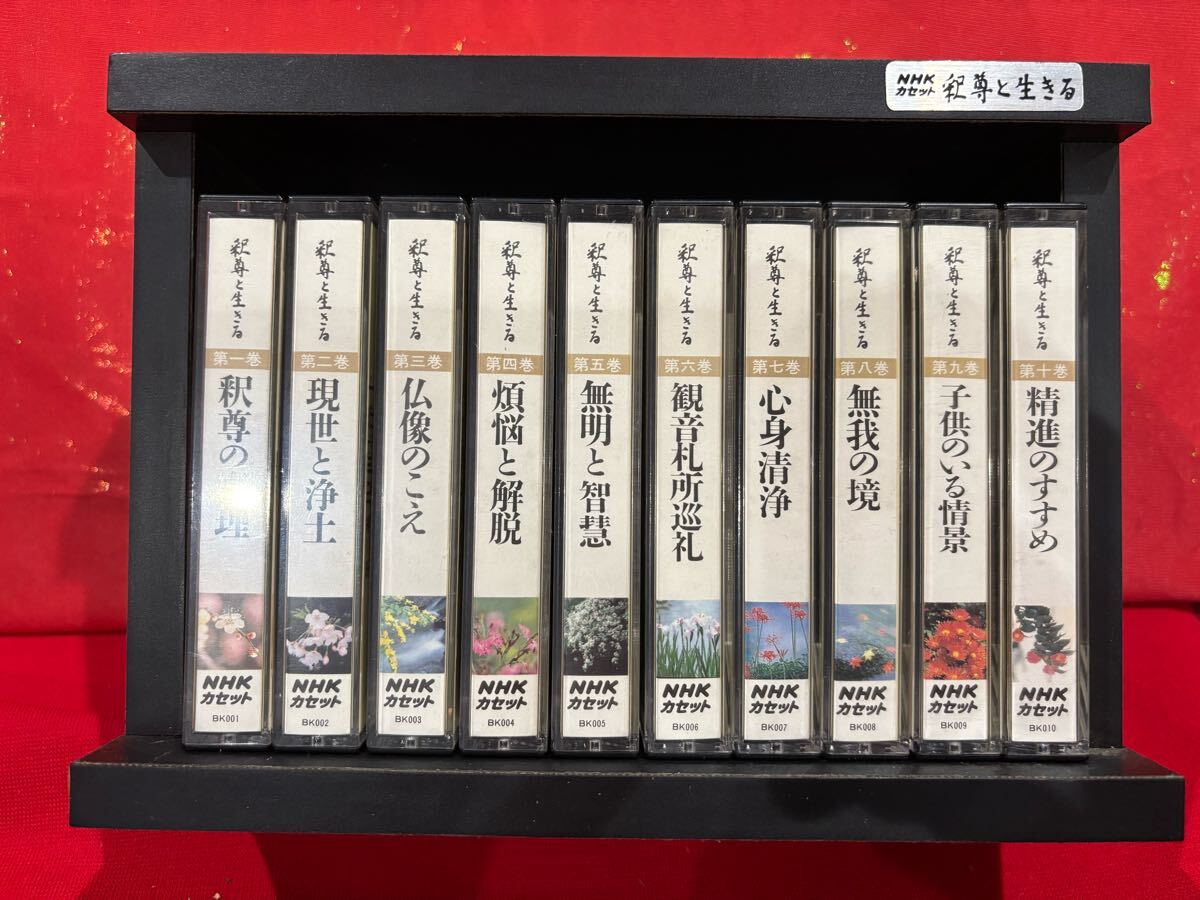 NHK
カセット
釈尊と生きる
釈尊と生きる
第一巻
釈尊の
理
NHK
カセット
BK001
釈尊と生きる
第二巻
現世と浄土
NHK
カセット
BK002
釈尊と生きる
第三巻
仏像のこえ
NHK
カセット
BK003
釈尊と生きる
第四巻
煩悩と解脱
NHK
カセット
BK004
釈尊と生きる
第五巻
無明と智慧
NHK
カセット
BK005
釈尊と生きる
第六巻
観音札所巡礼
NHK
カセット
BK006
釈尊と生きる
第七巻
心身清浄
NHK
カセット
BK007
釈尊と生きる
第八巻
無我の境
NHK
カセット
BK008
釈尊と生きる
第九巻
子供のいる情景
NHK
カセット
BK009
釈尊と生きる
第十巻
精進のすすめ
NHK
カセット
BK010